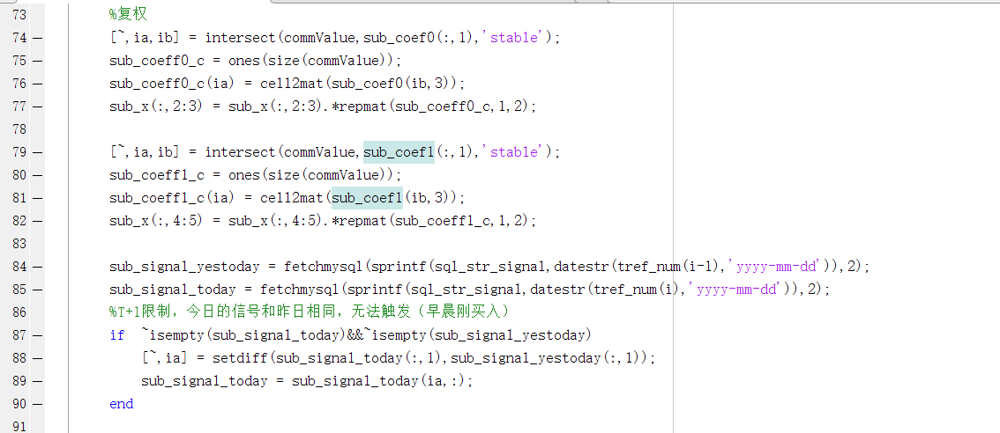 73 %复权
74 — [~,ia,ib] = intersect(commValue,sub_coef0(:,1),'stable');
75 — sub_coeff0_c = ones(size(commValue));
76 — sub_coeff0_c(ia) = cell2mat(sub_coef0(ib,3));
77 — sub_x(:,2:3) = sub_x(:,2:3).*repmat(sub_coeff0_c,1,2);
78
79 — [~,ia,ib] = intersect(commValue,sub_coef1(:,1),'stable');
80 — sub_coeff1_c = ones(size(commValue));
81 — sub_coeff1_c(ia) = cell2mat(sub_coef1(ib,3));
82 — sub_x(:,4:5) = sub_x(:,4:5).*repmat(sub_coeff1_c,1,2);
83
84 — sub_signal_yestoday = fetchmysql(sprintf(sql_str_signal,datestr(tref_num(i-1),'yyyy-mm-dd')),2);
85 — sub_signal_today = fetchmysql(sprintf(sql_str_signal,datestr(tref_num(i),'yyyy-mm-dd')),2);
86 %T+1限制，今日的信号和昨日相同，无法触发（早晨刚买入）
87 — if ~isempty(sub_signal_today)&&~isempty(sub_signal_yestoday)
88 — [~,ia] = setdiff(sub_signal_today(:,1),sub_signal_yestoday(:,1));
89 — sub_signal_today = sub_signal_today(ia,:);
90 — end
91